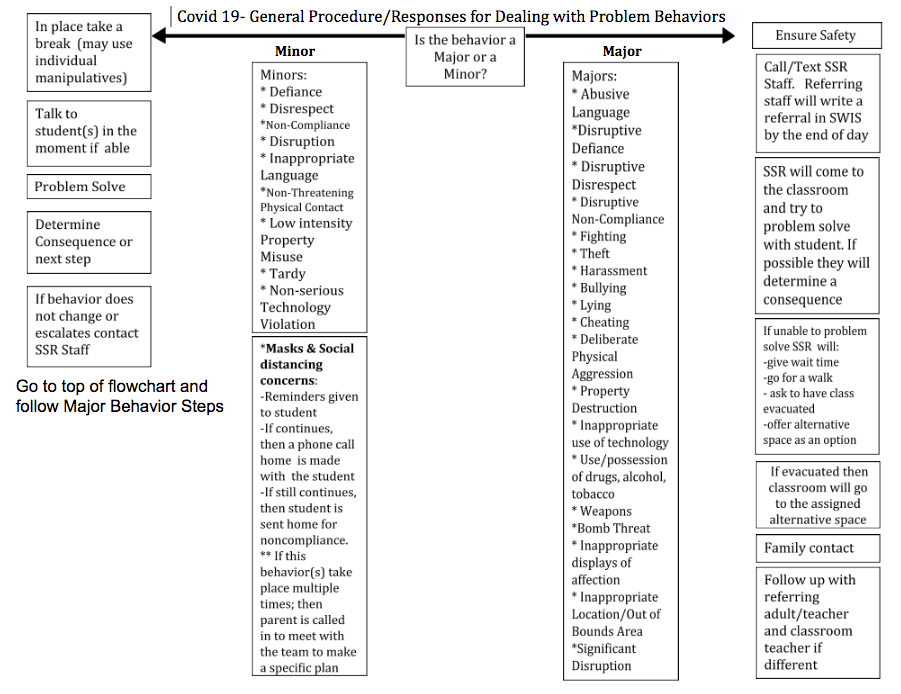 Covid 19- General Procedure/Responses for Dealing with Problem Behaviors
Is the behavior a
Major or a
Minor?
In place take a
break (may use
individual
manipulatives)
Talk to
student(s) in the
moment if able
Problem Solve
Determine
Consequence or
next step
If behavior does
not change or
escalates contact
SSR Staff
Go to top of flowchart and
follow Major Behavior Steps
Minor
Minors:
* Defiance
* Disrespect
*Non-Compliance
* Disruption
* Inappropriate
Language
*Non-Threatening
Physical Contact
* Low intensity
Property
Misuse
* Tardy
* Non-serious
Technology
Violation
*Masks & Social
distancing
concerns:
-Reminders given
to student
-If continues,
then a phone call
home is made
with the student
-If still continues,
then student is
sent home for
noncompliance.
** If this
behavior(s) take
place multiple
times; then
parent is called
in to meet with
the team to make
a specific plan
Major
Majors:
* Abusive
Language
*Disruptive
Defiance
* Disruptive
Disrespect
* Disruptive
Non-Compliance
* Fighting
* Theft
* Harassment
* Bullying
* Lying
* Cheating
* Deliberate
Physical
Aggression
* Property
Destruction
* Inappropriate
use of technology
* Use/possession
of drugs, alcohol,
tobacco
* Weapons
*Bomb Threat
* Inappropriate
displays of
affection
* Inappropriate
Location/Out of
Bounds Area
*Significant
Disruption
Ensure Safety
Call/Text SSR
Staff. Referring
staff will write a
referral in SWIS
by the end of day
SSR will come to
the classroom
and try to
problem solve
with student. If
possible they will
determine a
consequence
If unable to problem
solve SSR will:
-give wait time
-go for a walk
- ask to have class
evacuated
-offer alternative
space as an option
If evacuated then
classroom will go
to the assigned
alternative space
Family contact
Follow up with
referring
adult/teacher
and classroom
teacher if
different